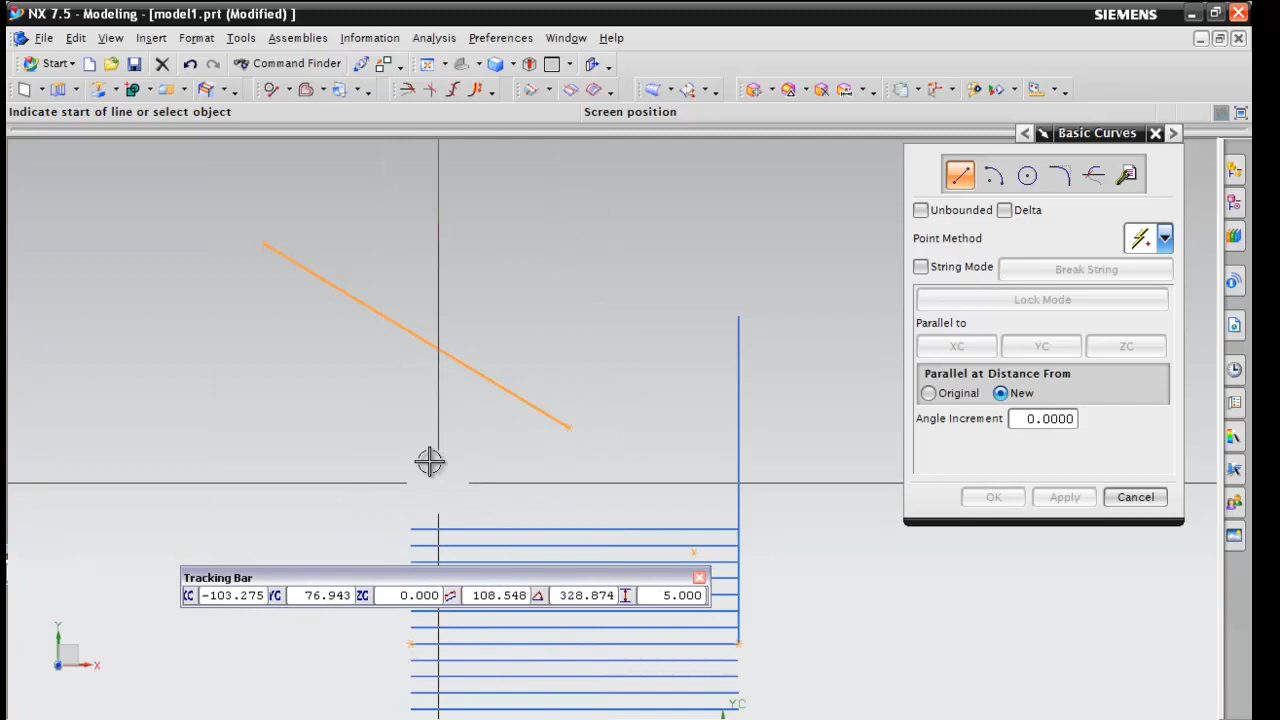 NX 7.5 - Modeling - [model1.prt (Modified) ]
SIEMENS
File Edit View Insert Format Tools Assemblies Information Analysis Preferences Window Help
Start Command Finder
Indicate start of line or select object
Screen position
Basic Curves
Unbounded Delta
Point Method
String Mode Break String
Lock Mode
Parallel to
XC YC ZC
Parallel at Distance From
Original New
Angle Increment 0.0000
OK Apply Cancel
Tracking Bar
-103.275 76.943 ZC 0.000 108.548 328.874 5.000
Y
X
YC